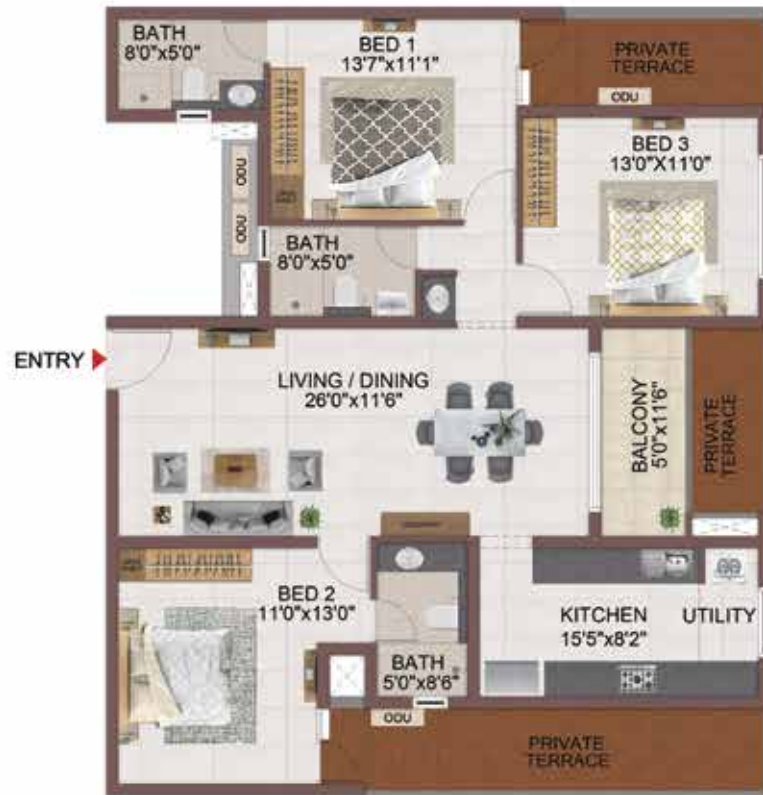 BATH
8'0"x5'0"
BED 1
13'7"x11'1"
PRIVATE
TERRACE
ODU
BED 3
13'0"X11'0"
ODU
ODU
BATH
8'0"x5'0"
ENTRY
LIVING / DINING
26'0"x11'6"
BALCONY
5'0"x11'6"
PRIVATE
TERRACE
BED 2
11'0"x13'0"
KITCHEN
15'5"x8'2"
UTILITY
BATH
5'0"x8'6"
ODU
PRIVATE
TERRACE